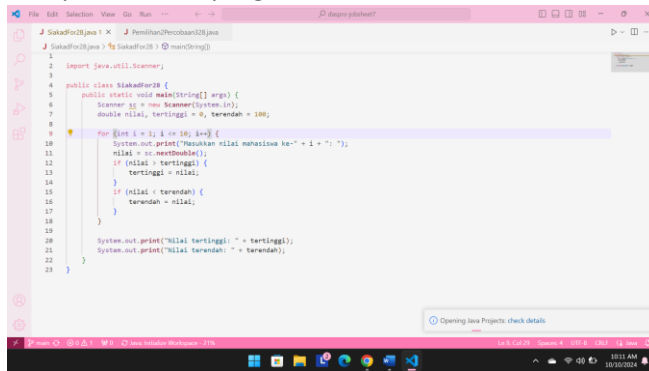 File Edit Selection View Go Run ···
daspro-jobsheet7
J SiakadFor28.java 1 × J Pemilihan2Percobaan328.java
J SiakadFor28.java > SiakadFor28 > main(String[])
1
2 import java.util.Scanner;
3
4 public class SiakadFor28 {
5 public static void main(String[] args) {
6 Scanner sc = new Scanner(System.in);
7 double nilai, tertinggi = 0, terendah = 100;
8
9 for (int i = 1; i <= 10; i++) {
10 System.out.print("Masukkan nilai mahasiswa ke-" + i + ": ");
11 nilai = sc.nextDouble();
12 if (nilai > tertinggi) {
13 tertinggi = nilai;
14 }
15 if (nilai < terendah) {
16 terendah = nilai;
17 }
18 }
19
20 System.out.print("Nilai tertinggi: " + tertinggi);
21 System.out.print("Nilai terendah: " + terendah);
22 }
23 }
Opening Java Projects: check details
main 0 1 0 Java: Initialize Workspace - 21% Ln 9, Col 29 Spaces: 4 UTF-8 CRLF Java
10:11 AM
10/10/2024